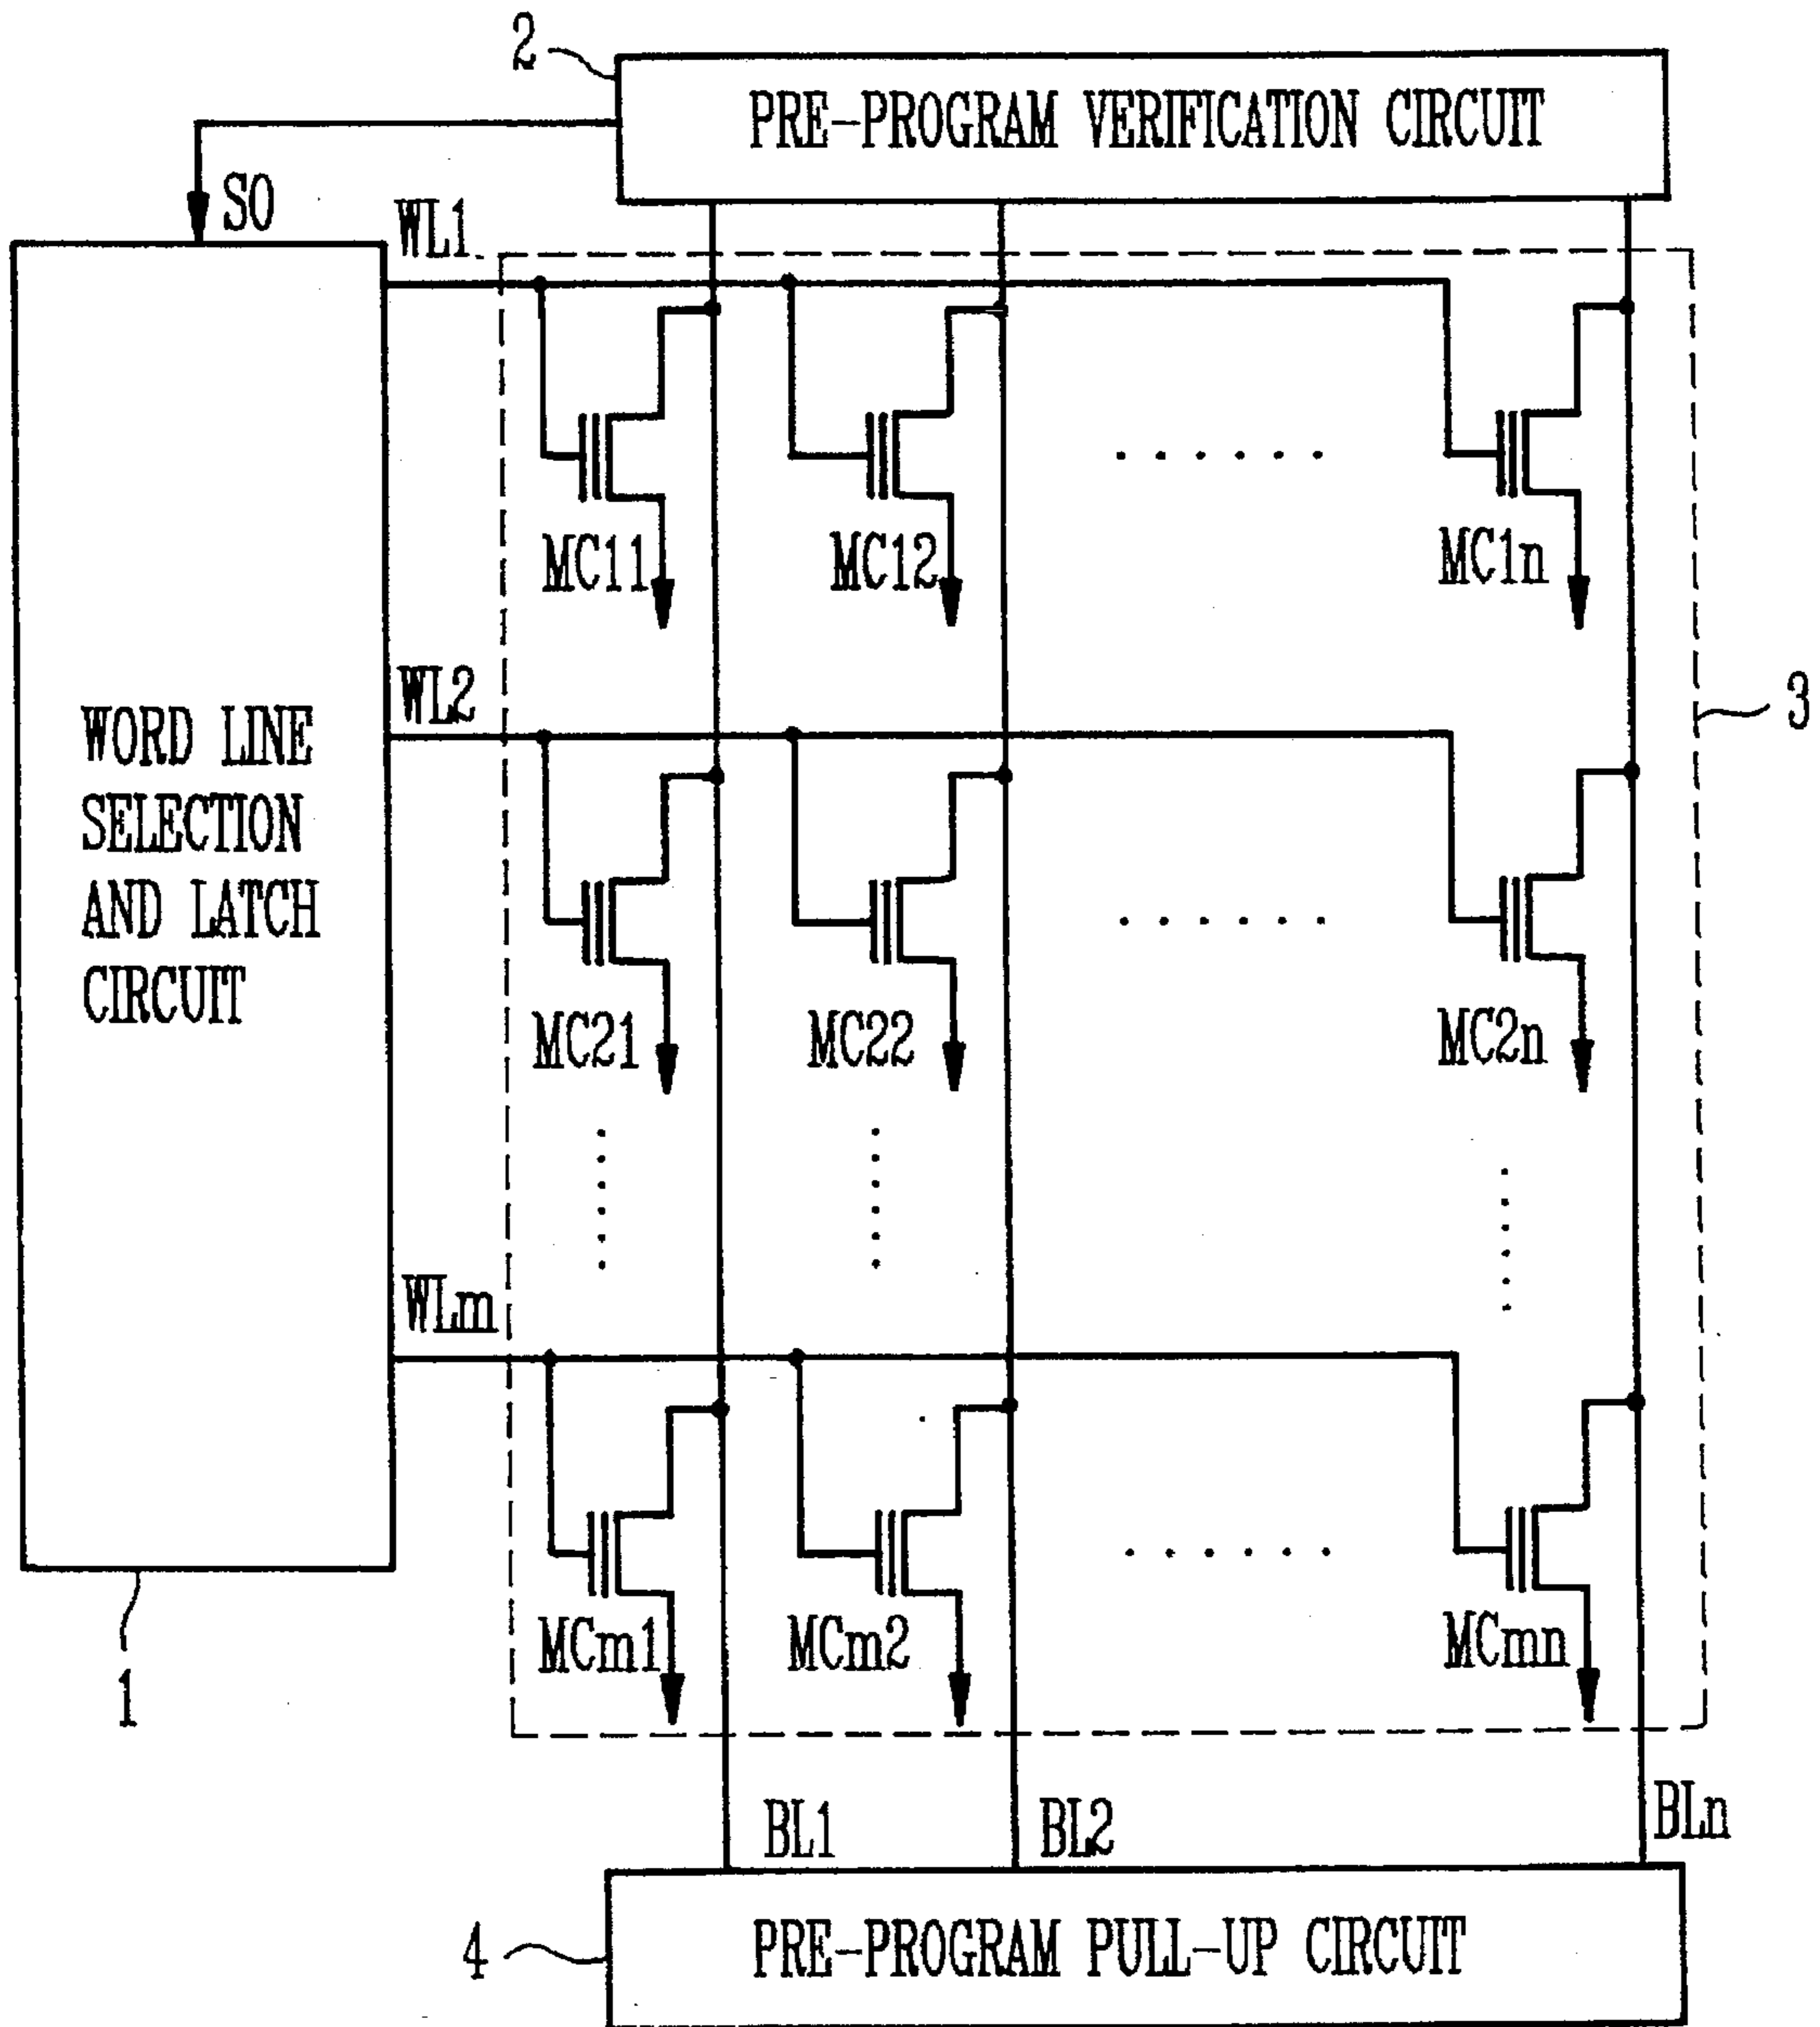 2
PRE-PROGRAM VERIFICATION CIRCUIT
SO
WL1
MC11
MC12
MC1n
WL2
3
WORD LINE
SELECTION
AND LATCH
CIRCUIT
MC21
MC22
MC2n
WLm
MCm1
MCm2
MCmn
1
BL1
BL2
BLn
4
PRE-PROGRAM PULL-UP CIRCUIT